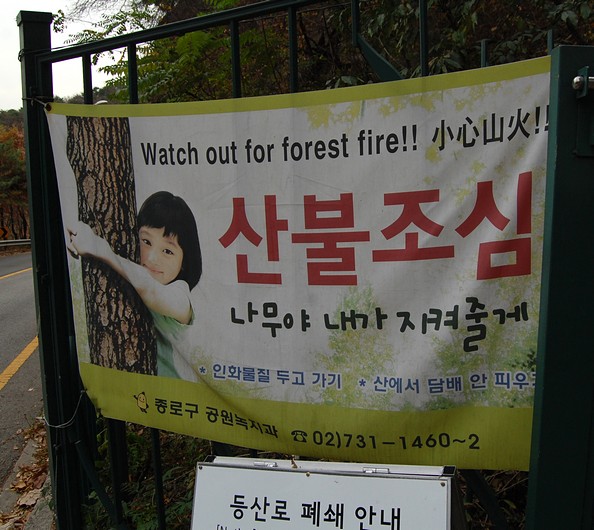 Watch out for forest fire!! 小心山火!!
산불조심
나무야 내가 지켜줄게
* 인화물질 두고 가기 * 산에서 담배 안 피우
종로구 공원녹지과 ☎02)731-1460~2
등산로 폐쇄 안내